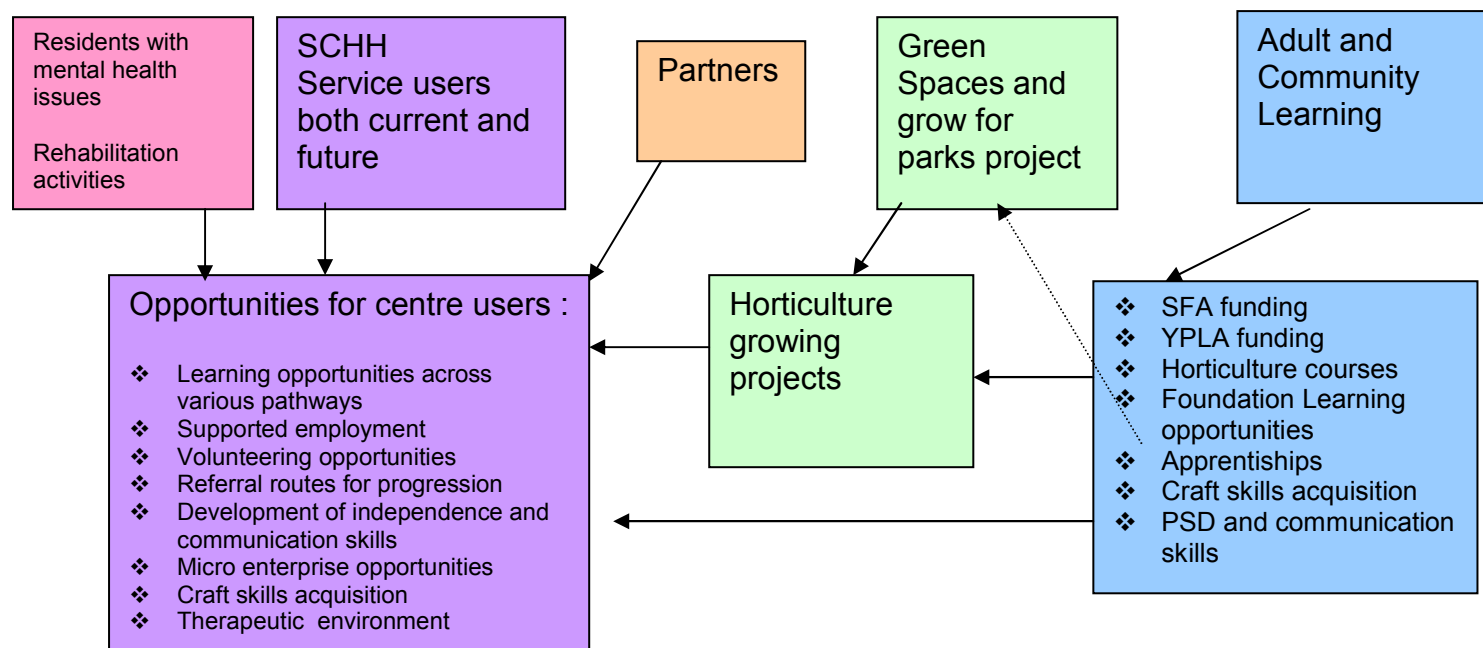 Residents with
mental health
issues
Rehabilitation
activities
SCHH
Service users
both current and
future
Partners
Green
Spaces and
grow for
parks project
Adult and
Community
Learning
Opportunities for centre users :
❖ Learning opportunities across
various pathways
❖ Supported employment
❖ Volunteering opportunities
❖ Referral routes for progression
❖ Development of independence and
communication skills
❖ Micro enterprise opportunities
❖ Craft skills acquisition
❖ Therapeutic environment
Horticulture
growing
projects
❖ SFA funding
❖ YPLA funding
❖ Horticulture courses
❖ Foundation Learning
opportunities
❖ Apprentiships
❖ Craft skills acquisition
❖ PSD and communication
skills